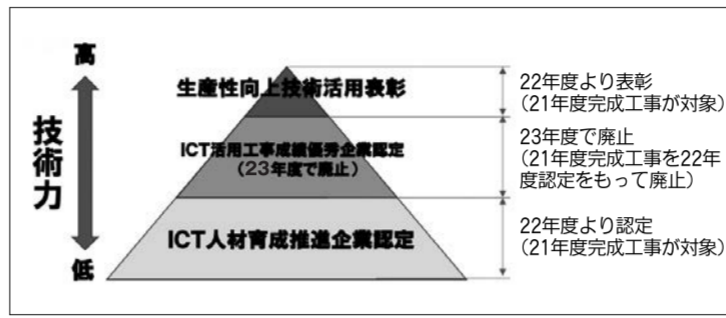 高
技術力
低
生産性向上技術活用表彰
ICT活用工事成績優秀企業認定
（23年度で廃止）
ICT人材育成推進企業認定
22年度より表彰
（21年度完成工事が対象）
23年度で廃止
（21年度完成工事を22年
度認定をもって廃止）
22年度より認定
（21年度完成工事が対象）